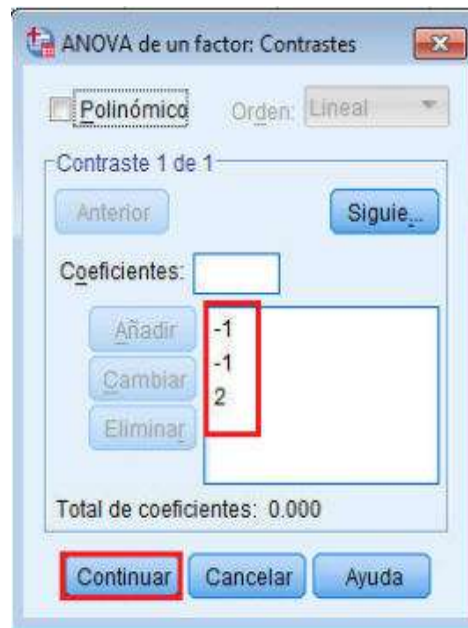 ANOVA de un factor: Contrastes
Polinómico Orden: Lineal
Contraste 1 de 1
Anterior Siguie...
Coeficientes:
Añadir
Cambiar
Eliminar
-1
-1
2
Total de coeficientes: 0.000
Continuar Cancelar Ayuda